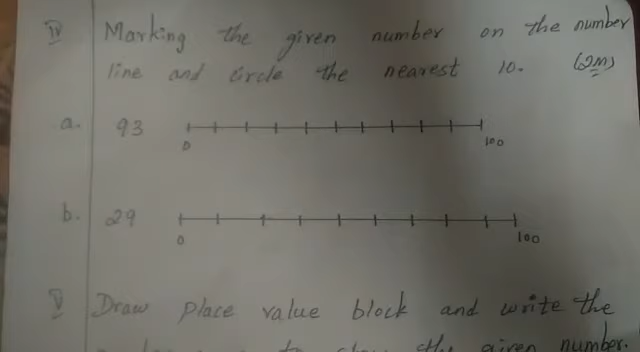 IV Marking the given number on the number
line and circle the nearest 10. (2M)
a. 93
0 100
b. 29
0 100
V Draw place value block and write the
the given number.